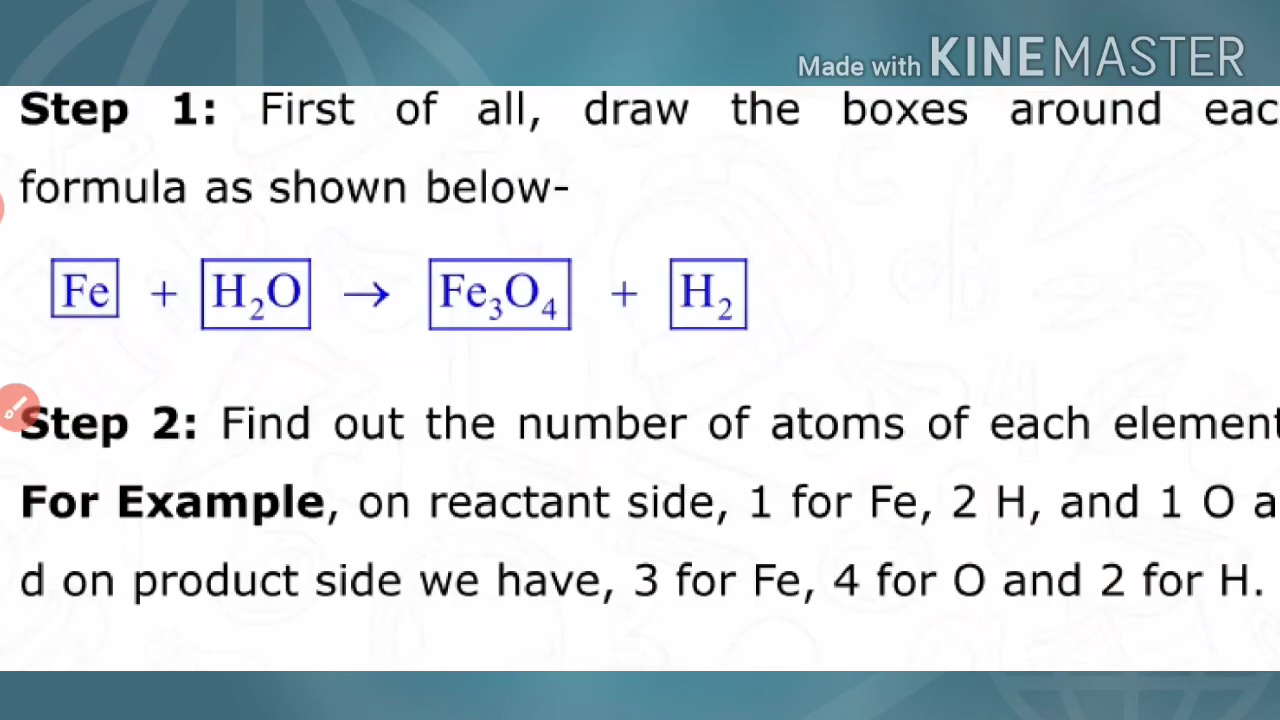 Made with KINEMASTER
Step 1: First of all, draw the boxes around eac
formula as shown below-
Fe + H₂O → Fe₃O₄ + H₂
Step 2: Find out the number of atoms of each element
For Example, on reactant side, 1 for Fe, 2 H, and 1 O a
d on product side we have, 3 for Fe, 4 for O and 2 for H.